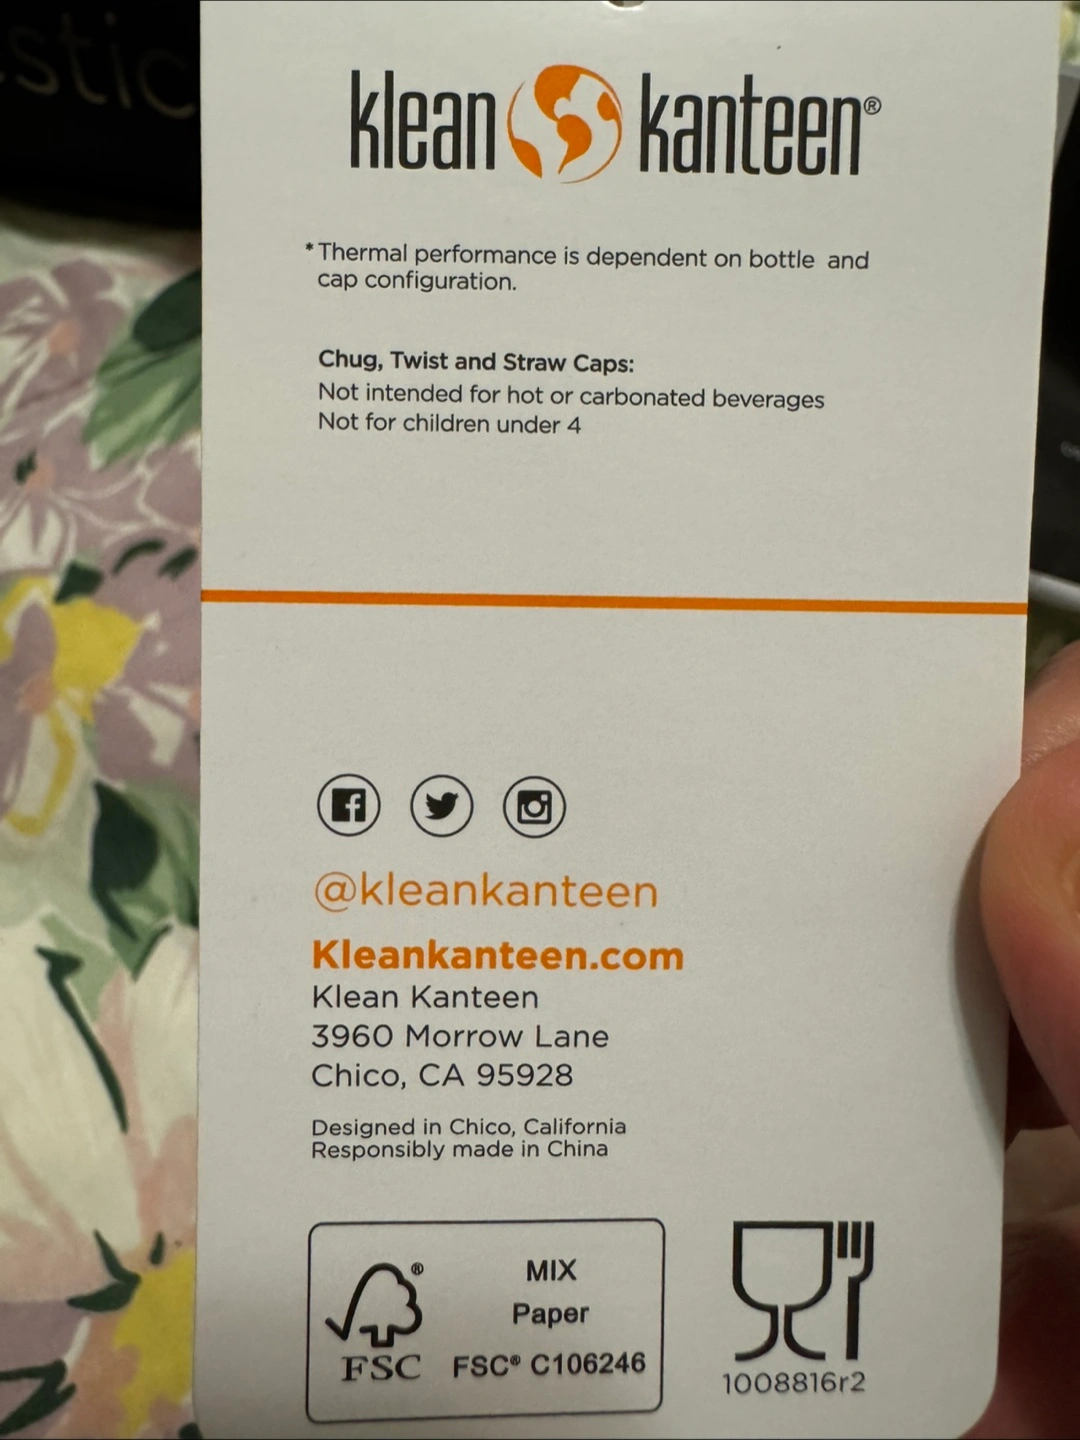 stic
klean kanteen®
*Thermal performance is dependent on bottle and
cap configuration.
Chug, Twist and Straw Caps:
Not intended for hot or carbonated beverages
Not for children under 4
@kleankanteen
Kleankanteen.com
Klean Kanteen
3960 Morrow Lane
Chico, CA 95928
Designed in Chico, California
Responsibly made in China
®
FSC
MIX
Paper
FSC® C106246
1008816r2